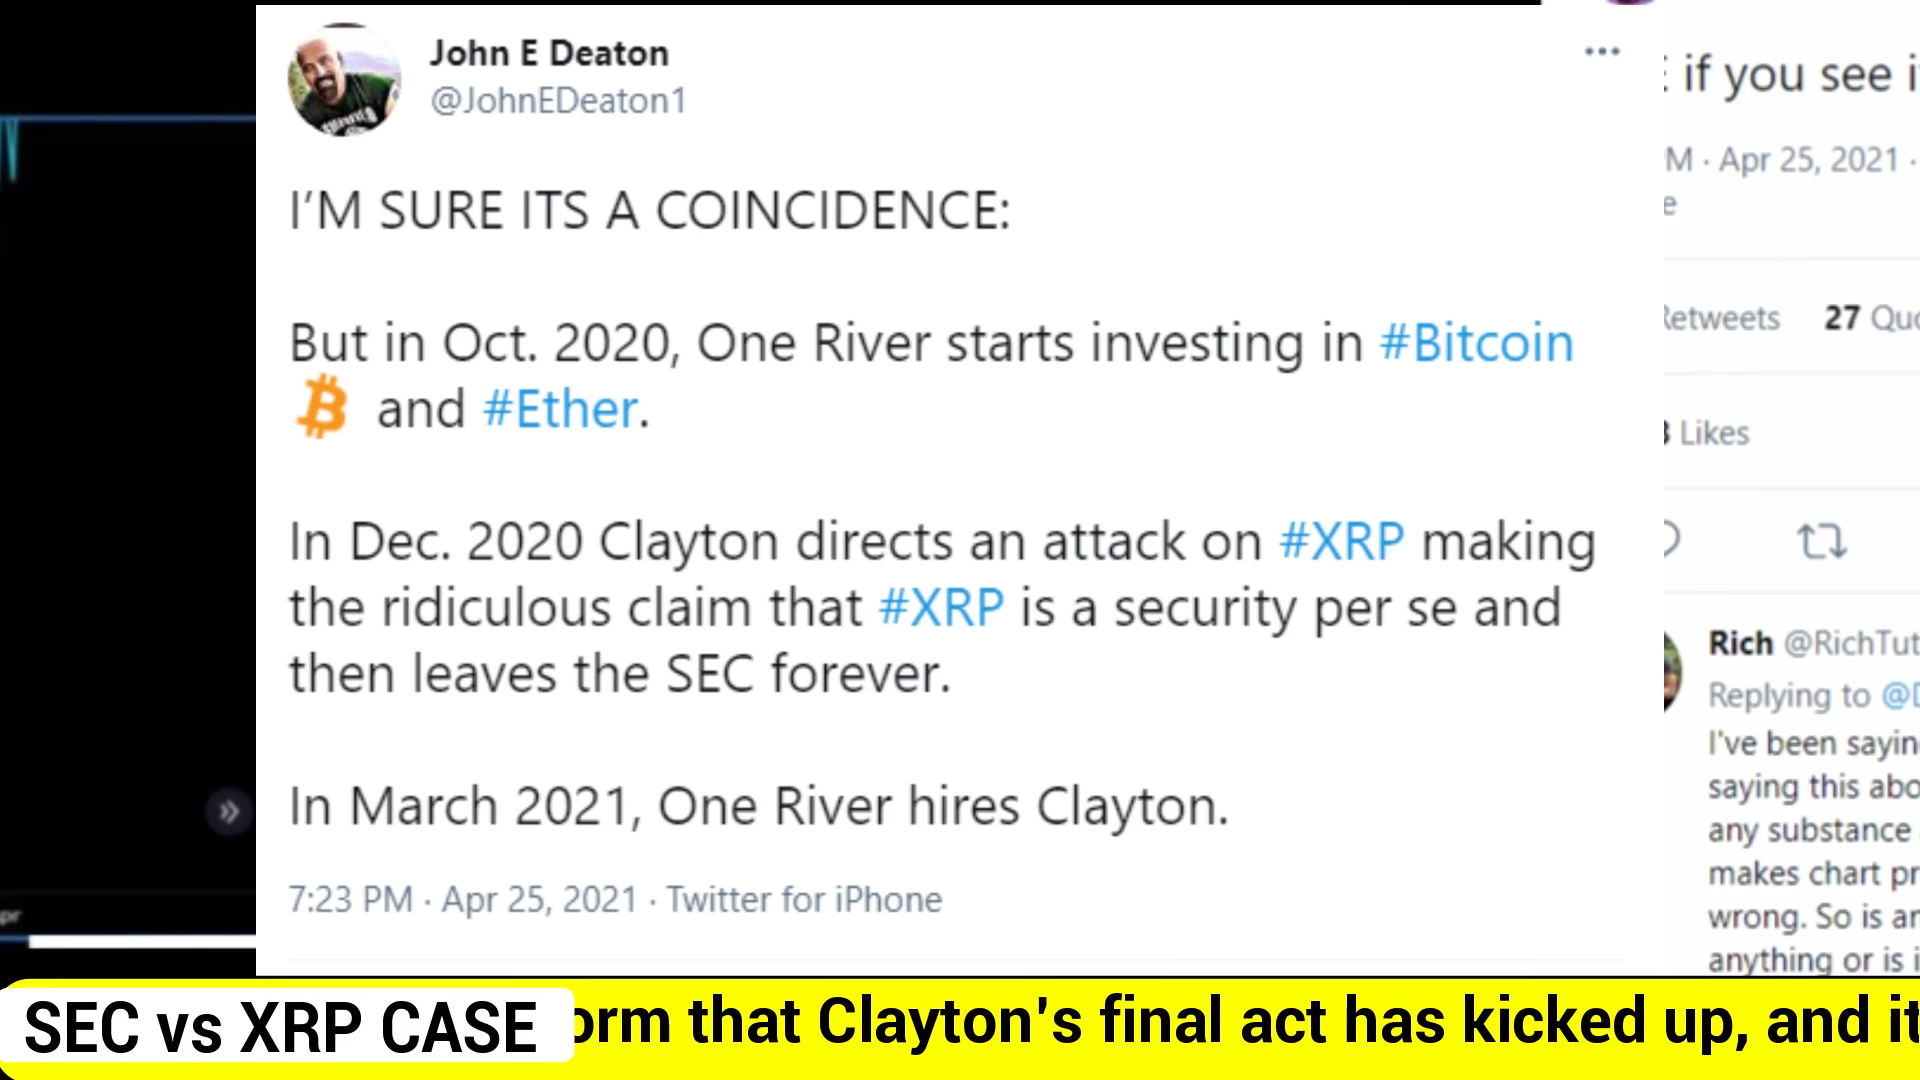 John E Deaton
@JohnEDeaton1
I'M SURE ITS A COINCIDENCE:
But in Oct. 2020, One River starts investing in #Bitcoin
and #Ether.
In Dec. 2020 Clayton directs an attack on #XRP making
the ridiculous claim that #XRP is a security per se and
then leaves the SEC forever.
In March 2021, One River hires Clayton.
7:23 PM · Apr 25, 2021 · Twitter for iPhone
if you see
M · Apr 25, 2021 ·
Retweets 27
Likes
Rich @RichTut
Replying to
I've been
saying this
any substance
makes chart
wrong. So is
anything or is
SEC vs XRP CASE
that Clayton's final act has kicked up, and it